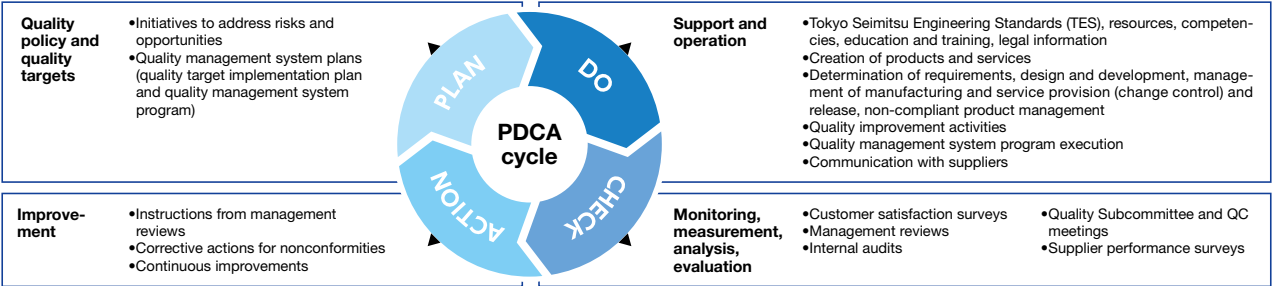 Quality
policy and
quality
targets
•Initiatives to address risks and
opportunities
•Quality management system plans
(quality target implementation plan
and quality management system
program)
PLAN
DO
PDCA
cycle
CHECK
ACTION
Support and
operation
•Tokyo Seimitsu Engineering Standards (TES), resources, competen-
cies, education and training, legal information
•Creation of products and services
•Determination of requirements, design and development, manage-
ment of manufacturing and service provision (change control) and
release, non-compliant product management
•Quality improvement activities
•Quality management system program execution
•Communication with suppliers
Improve-
ment
•Instructions from management
reviews
•Corrective actions for nonconformities
•Continuous improvements
Monitoring,
measurement,
analysis,
evaluation
•Customer satisfaction surveys
•Management reviews
•Internal audits
•Quality Subcommittee and QC
meetings
•Supplier performance surveys